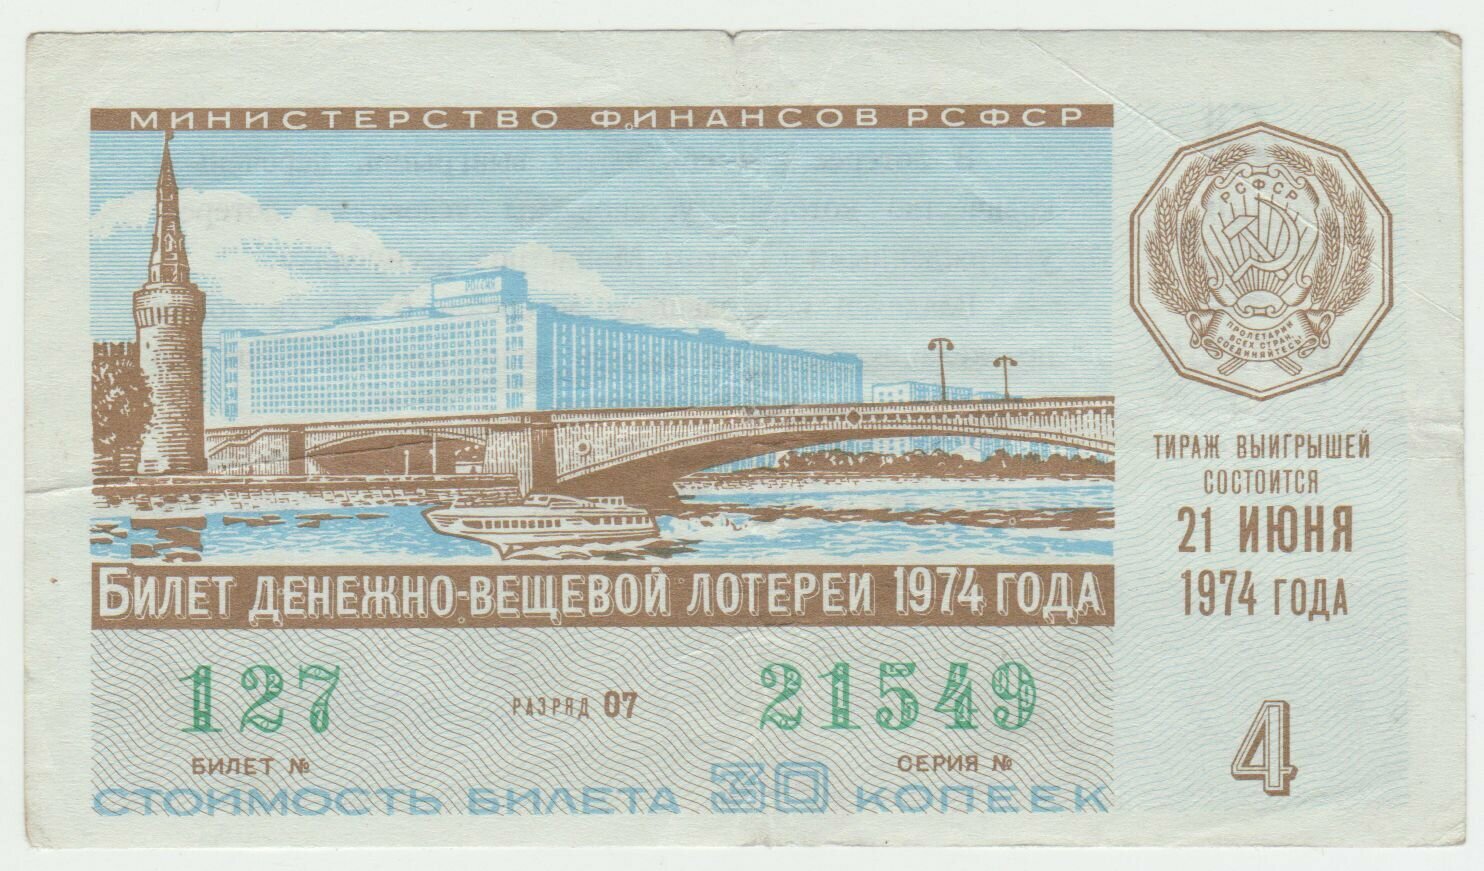 МИНИСТЕРСТВО ФИНАНСОВ РСФСР
РОССИЯ
РСФСР
ПРОЛЕТАРИИ
ВСЕХ СТРАН,
СОЕДИНЯЙТЕСЬ!
ТИРАЖ ВЫИГРЫШЕЙ
СОСТОИТСЯ
21 ИЮНЯ
1974 ГОДА
БИЛЕТ ДЕНЕЖНО-ВЕЩЕВОЙ ЛОТЕРЕИ 1974 ГОДА
127 РАЗРЯД 07 21549
БИЛЕТ № СЕРИЯ №
4
СТОИМОСТЬ БИЛЕТА 30 КОПЕЕК